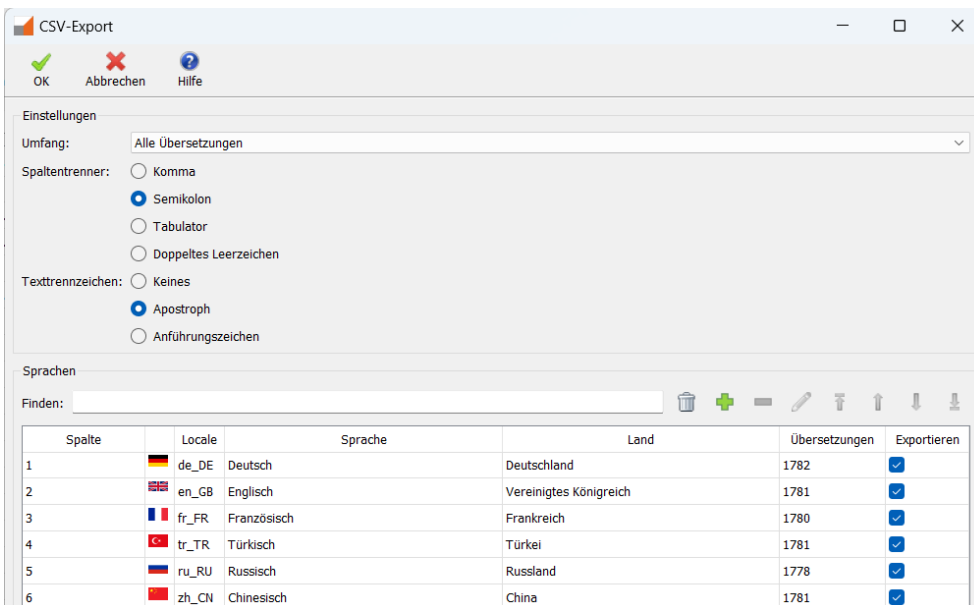 CSV-Export
OK Abbrechen Hilfe
Einstellungen
Umfang: Alle Übersetzungen
Spaltentrenner: Komma
Semikolon
Tabulator
Doppeltes Leerzeichen
Texttrennzeichen: Keines
Apostroph
Anführungszeichen
Sprachen
Finden:
Spalte Locale Sprache Land Übersetzungen Exportieren
1 de_DE Deutsch Deutschland 1782
2 en_GB Englisch Vereinigtes Königreich 1781
3 fr_FR Französisch Frankreich 1780
4 tr_TR Türkisch Türkei 1781
5 ru_RU Russisch Russland 1778
6 zh_CN Chinesisch China 1781